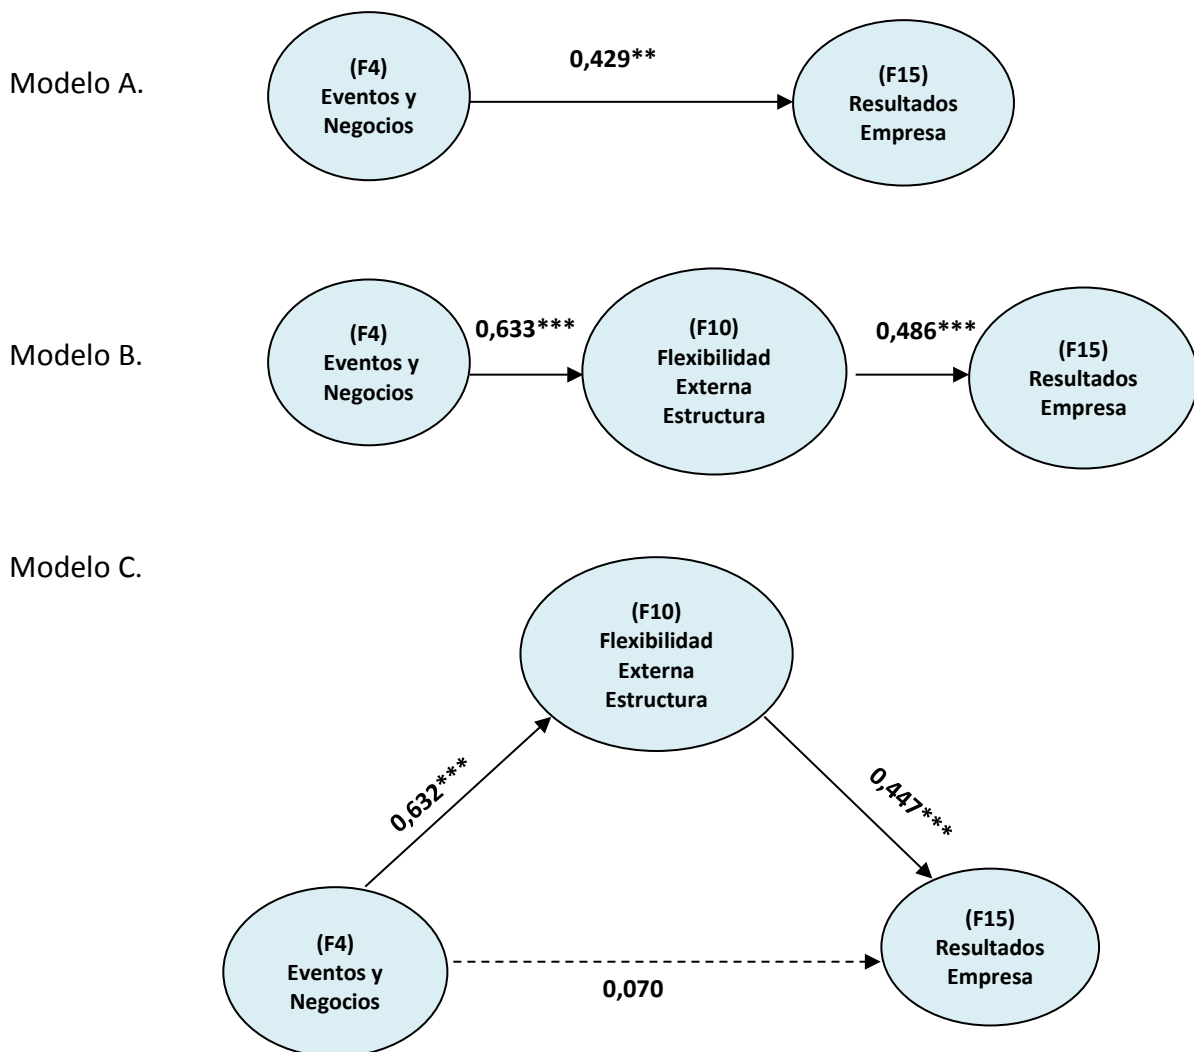 Modelo A.
(F4)
Eventos y
Negocios
0,429**
(F15)
Resultados
Empresa
Modelo B.
(F4)
Eventos y
Negocios
0,633***
(F10)
Flexibilidad
Externa
Estructura
0,486***
(F15)
Resultados
Empresa
Modelo C.
(F10)
Flexibilidad
Externa
Estructura
0,632***
0,447***
(F4)
Eventos y
Negocios
0,070
(F15)
Resultados
Empresa